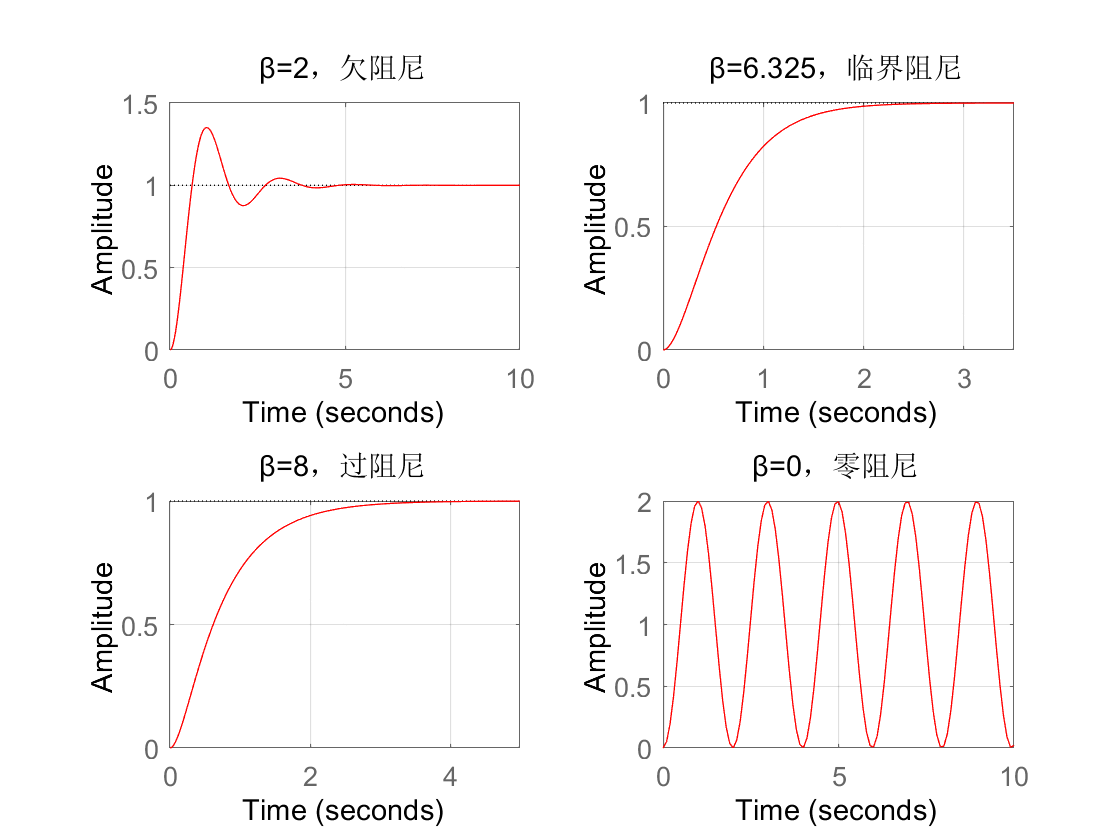 β=2，欠阻尼
1.5
1
0.5
0
Amplitude
0 5 10
Time (seconds)
β=6.325，临界阻尼
1
0.5
0
Amplitude
0 1 2 3
Time (seconds)
β=8，过阻尼
1
0.5
0
Amplitude
0 2 4
Time (seconds)
β=0，零阻尼
2
1.5
1
0.5
0
Amplitude
0 5 10
Time (seconds)